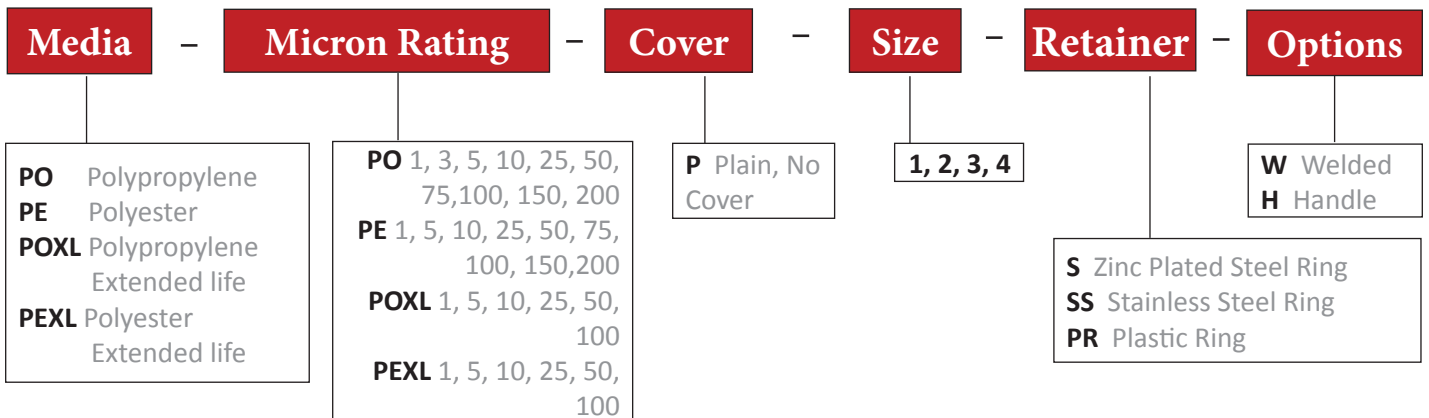 Media – Micron Rating – Cover – Size – Retainer – Options
PO Polypropylene
PE Polyester
POXL Polypropylene
Extended life
PEXL Polyester
Extended life
PO 1, 3, 5, 10, 25, 50,
75,100, 150, 200
PE 1, 5, 10, 25, 50, 75,
100, 150,200
POXL 1, 5, 10, 25, 50,
100
PEXL 1, 5, 10, 25, 50,
100
P Plain, No
Cover
1, 2, 3, 4
S Zinc Plated Steel Ring
SS Stainless Steel Ring
PR Plastic Ring
W Welded
H Handle